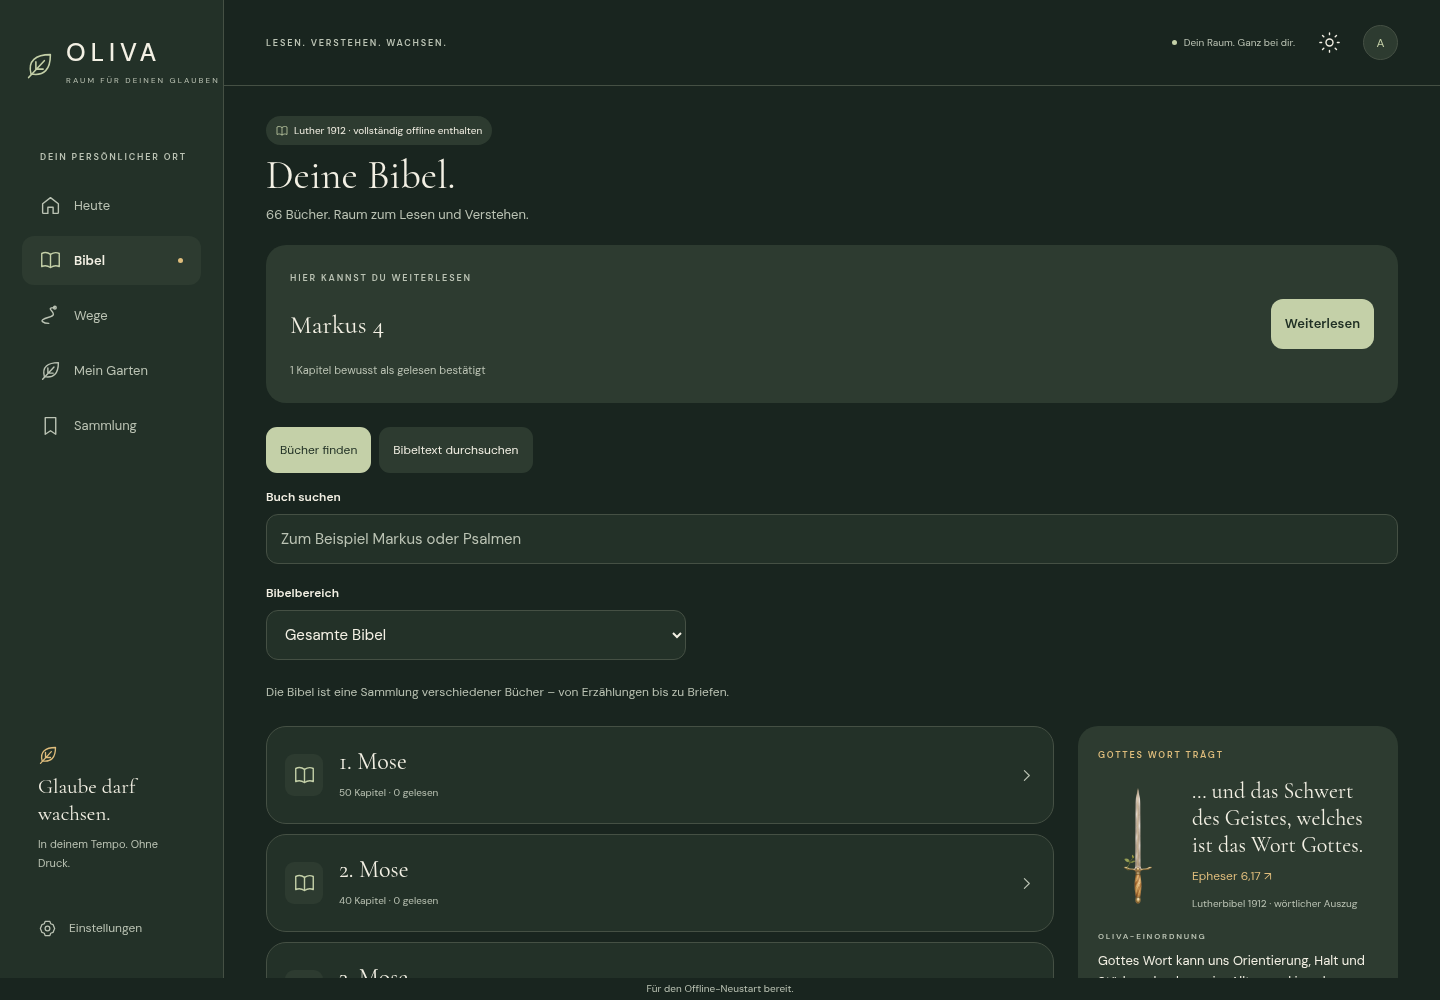 OLIVA
RAUM FÜR DEINEN GLAUBEN
DEIN PERSÖNLICHER ORT
Heute
Bibel
Wege
Mein Garten
Sammlung
Glaube darf
wachsen.
In deinem Tempo. Ohne
Druck.
Einstellungen
LESEN. VERSTEHEN. WACHSEN.
Dein Raum. Ganz bei dir.
A
Luther 1912 · vollständig offline enthalten
Deine Bibel.
66 Bücher. Raum zum Lesen und Verstehen.
HIER KANNST DU WEITERLESEN
Markus 4
Weiterlesen
1 Kapitel bewusst als gelesen bestätigt
Bücher finden
Bibeltext durchsuchen
Buch suchen
Zum Beispiel Markus oder Psalmen
Bibelbereich
Gesamte Bibel
Die Bibel ist eine Sammlung verschiedener Bücher – von Erzählungen bis zu Briefen.
1. Mose
50 Kapitel · 0 gelesen
2. Mose
40 Kapitel · 0 gelesen
3. Mose
GOTTES WORT TRÄGT
... und das Schwert
des Geistes, welches
ist das Wort Gottes.
Epheser 6,17
Lutherbibel 1912 · wörtlicher Auszug
OLIVA-EINORDNUNG
Gottes Wort kann uns Orientierung, Halt und
Für den Offline-Neustart bereit.